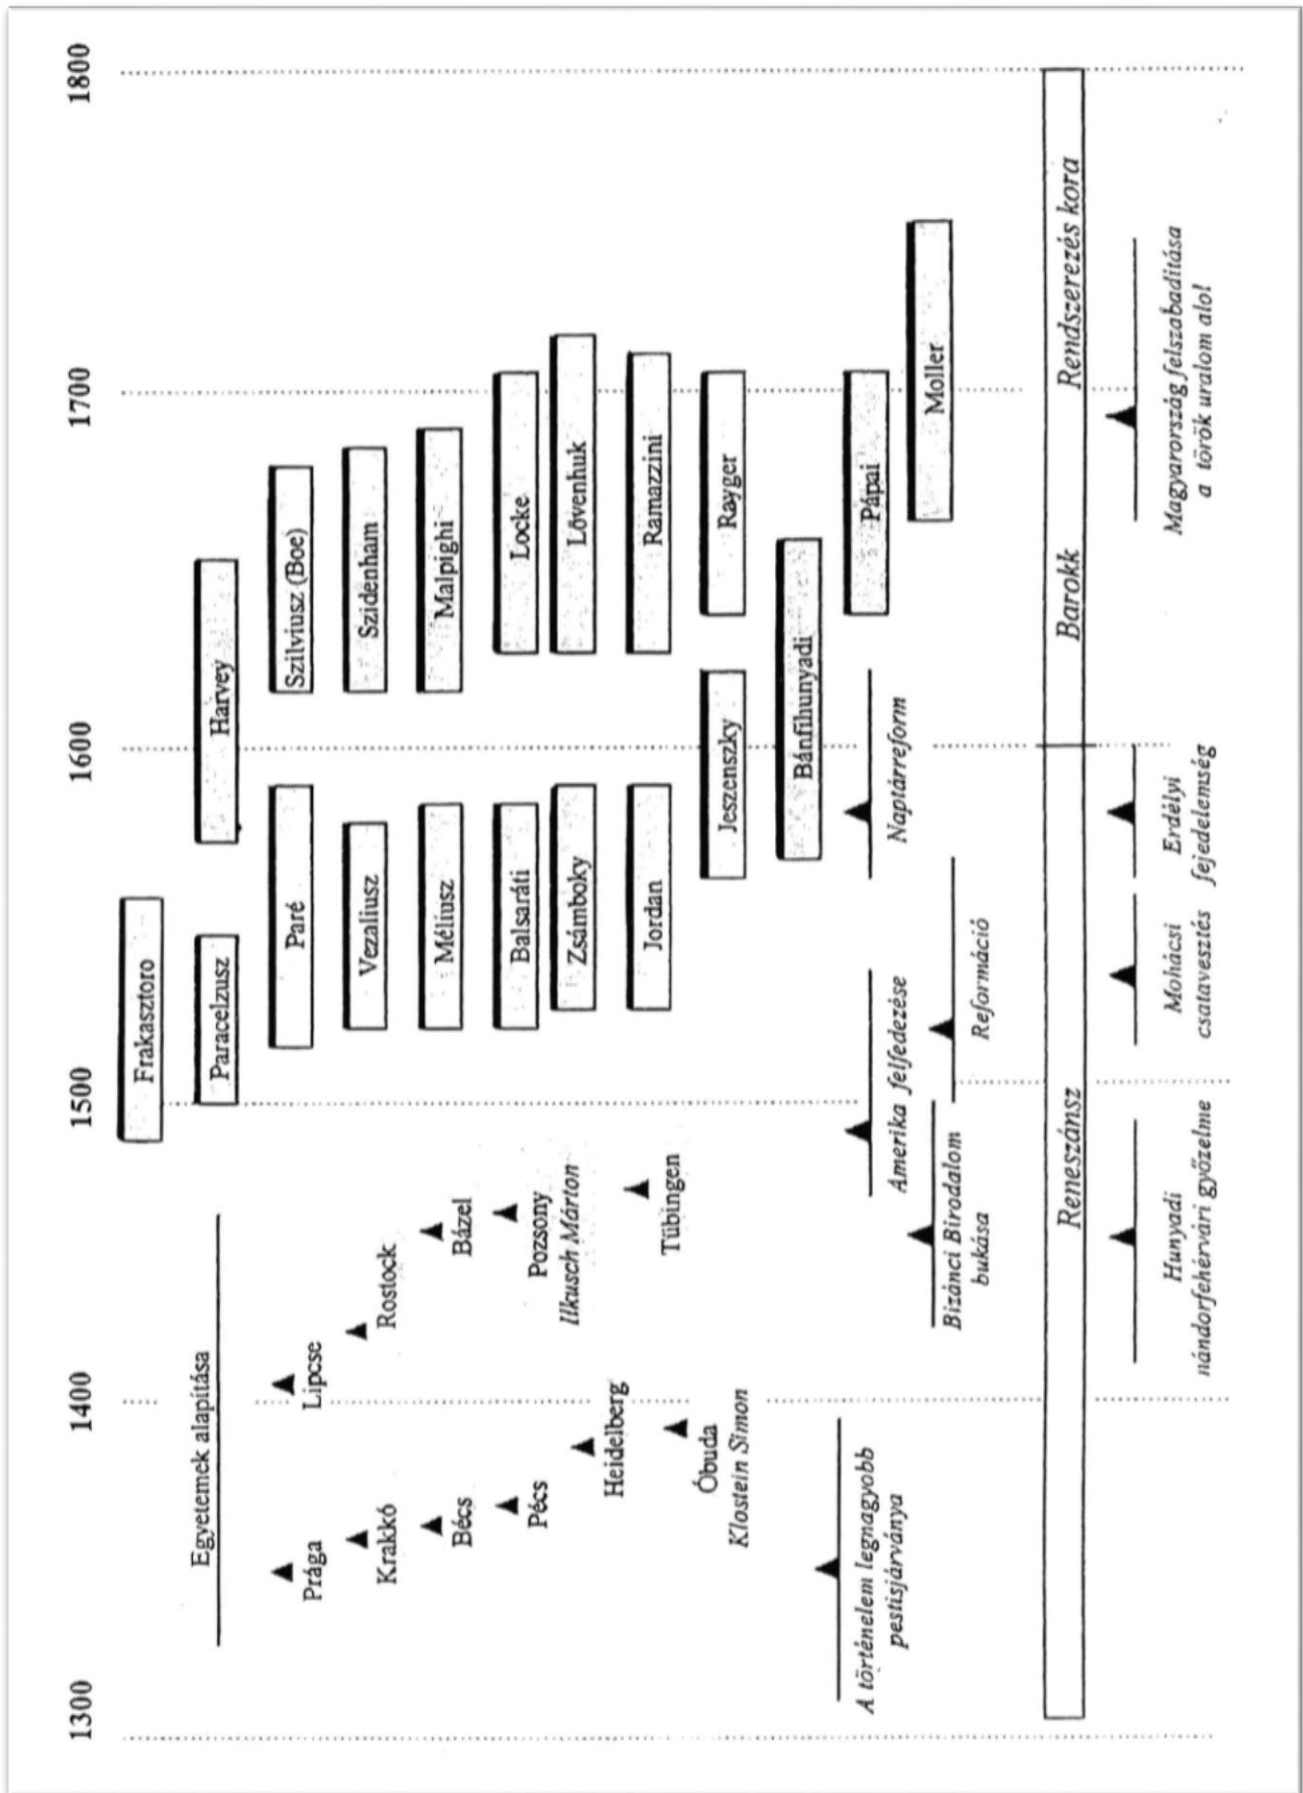 1300
1400
1500
1600
1700
1800
Egyetemek alapítása
Prága
Lipcse
Krakkó
Rostock
Bécs
Bázel
Pécs
Pozsony
Ilkusch Márton
Heidelberg
Tübingen
Óbuda
Klostein Simon
Frakasztoro
Paracelzusz
Harvey
Paré
Szilviusz (Boe)
Vezaliusz
Szidenham
Méliusz
Malpighi
Balsaráti
Locke
Zsámboky
Lövenhuk
Jordan
Ramazzini
Jeszenszky
Rayger
Bánfihunyadi
Pápai
Moller
A történelem legnagyobb
pestisjárványa
Amerika felfedezése
Naptárreform
Bizánci Birodalom
bukása
Reformáció
Reneszánsz
Barokk
Rendszerezés kora
Hunyadi
nándorfehérvári győzelme
Mohácsi
csatavesztés
Erdélyi
fejedelemség
Magyarország felszabadítása
a török uralom alol